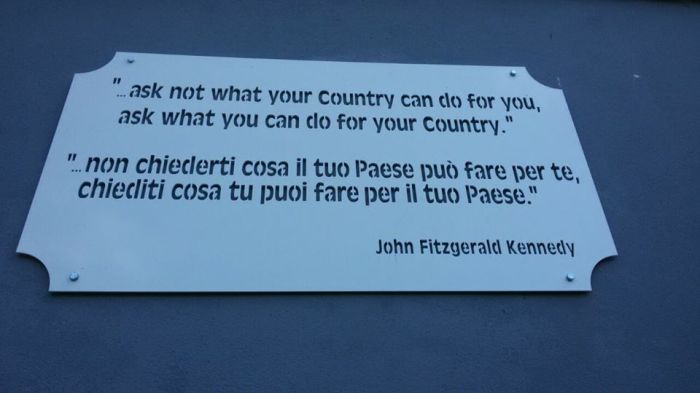 "...ask not what your Country can do for you,
ask what you can do for your Country."
"...non chiederti cosa il tuo Paese può fare per te,
chiediti cosa tu puoi fare per il tuo Paese."
John Fitzgerald Kennedy